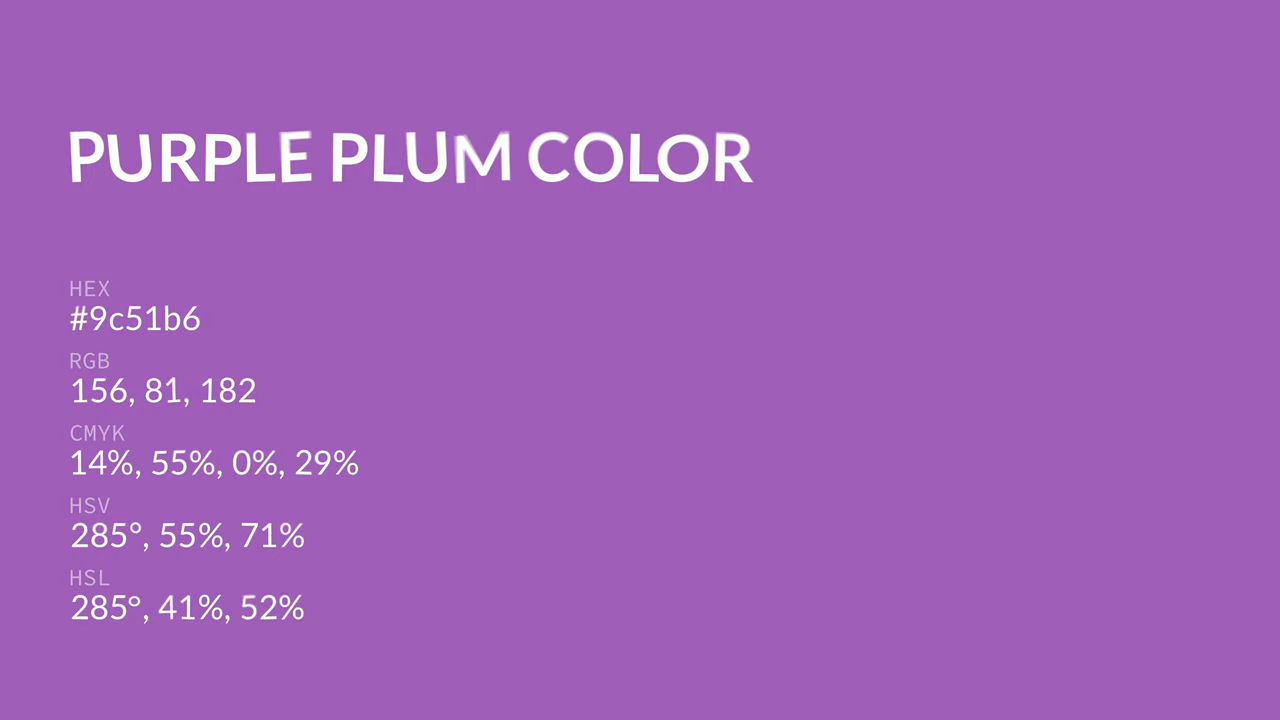 PURPLE PLUM COLOR
HEX
#9c51b6
RGB
156, 81, 182
CMYK
14%, 55%, 0%, 29%
HSV
285°, 55%, 71%
HSL
285°, 41%, 52%